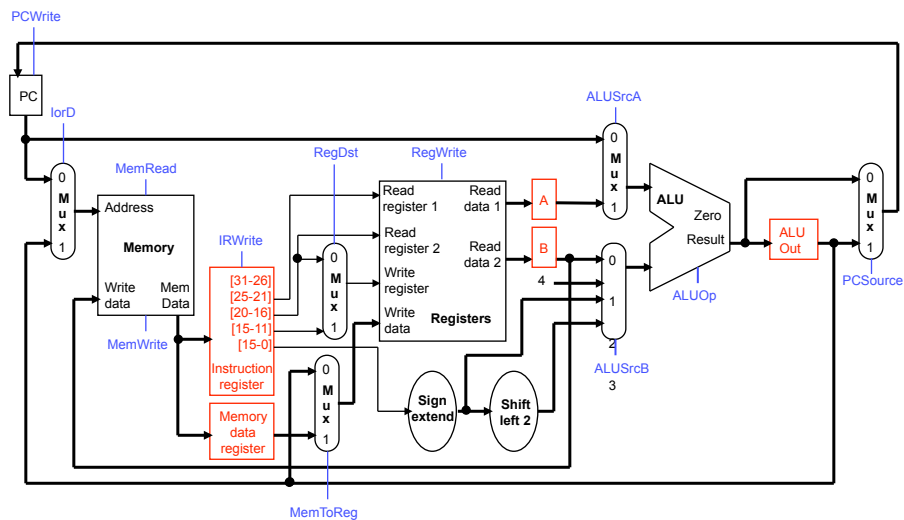 PCWrite
PC
IorD
0
M
u
x
1
MemRead
Address
Memory
Write
data
Mem
Data
MemWrite
IRWrite
[31-26]
[25-21]
[20-16]
[15-11]
[15-0]
Instruction
register
Memory
data
register
RegDst
0
M
u
x
1
0
M
u
x
1
MemToReg
RegWrite
Read
register 1
Read
data 1
Read
register 2
Read
data 2
Write
register
Write
data
Registers
Sign
extend
Shift
left 2
A
B
4
ALUSrcA
0
M
u
x
1
0
1
2
ALUSrcB
3
ALU
Zero
Result
ALUOp
ALU
Out
0
M
u
x
1
PCSource